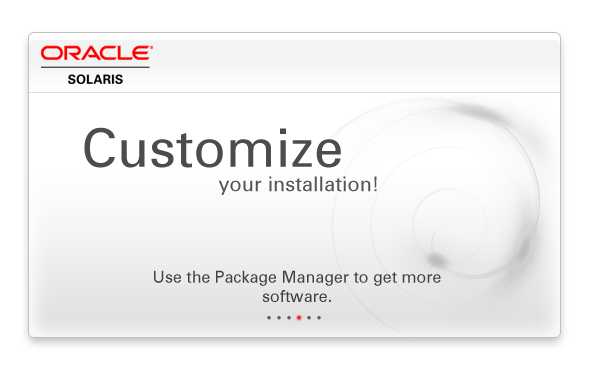 ORACLE
SOLARIS
Customize
your installation!
Use the Package Manager to get more
software.